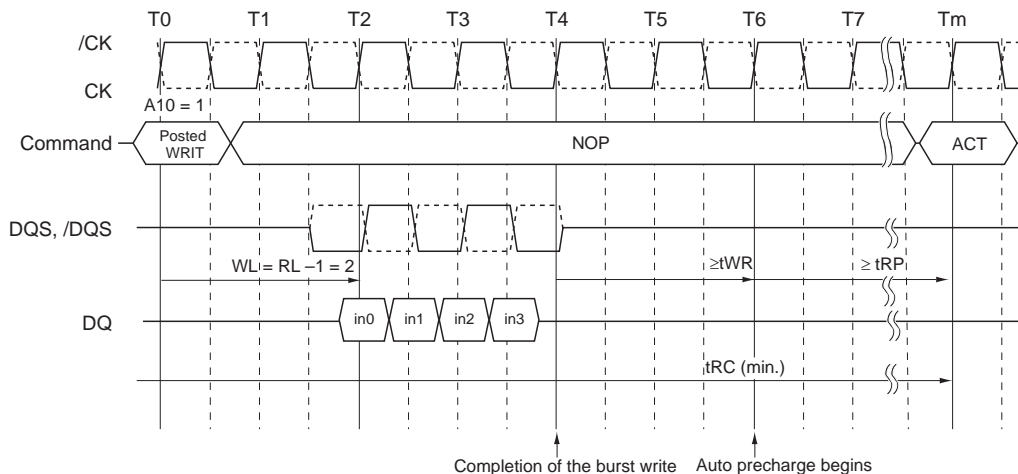 T0 T1 T2 T3 T4 T5 T6 T7 Tm
/CK
CK
A10 = 1
Command
Posted
WRIT
NOP
ACT
DQS, /DQS
WL = RL –1 = 2
≥tWR
≥ tRP
DQ
in0 in1 in2 in3
tRC (min.)
Completion of the burst write
Auto precharge begins